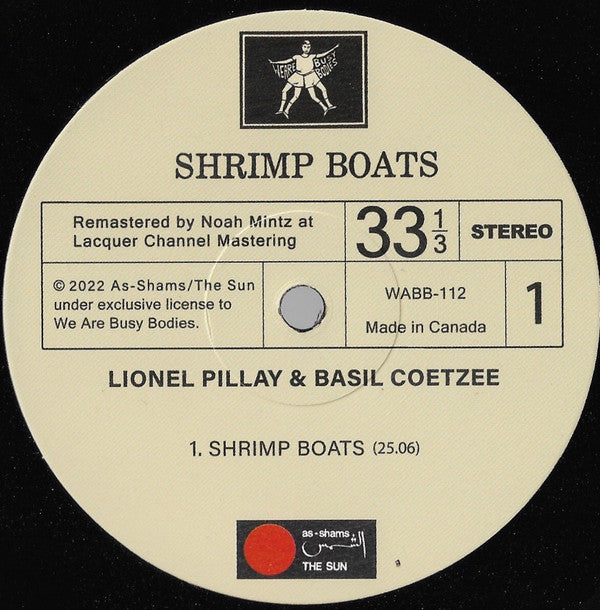 WE ARE BUSY BODIES
SHRIMP BOATS
Remastered by Noah Mintz at
Lacquer Channel Mastering
33 1/3
STEREO
© 2022 As-Shams/The Sun
under exclusive license to
We Are Busy Bodies.
WABB-112
Made in Canada
1
LIONEL PILLAY & BASIL COETZEE
1. SHRIMP BOATS (25.06)
as-shams
الشمس
THE SUN